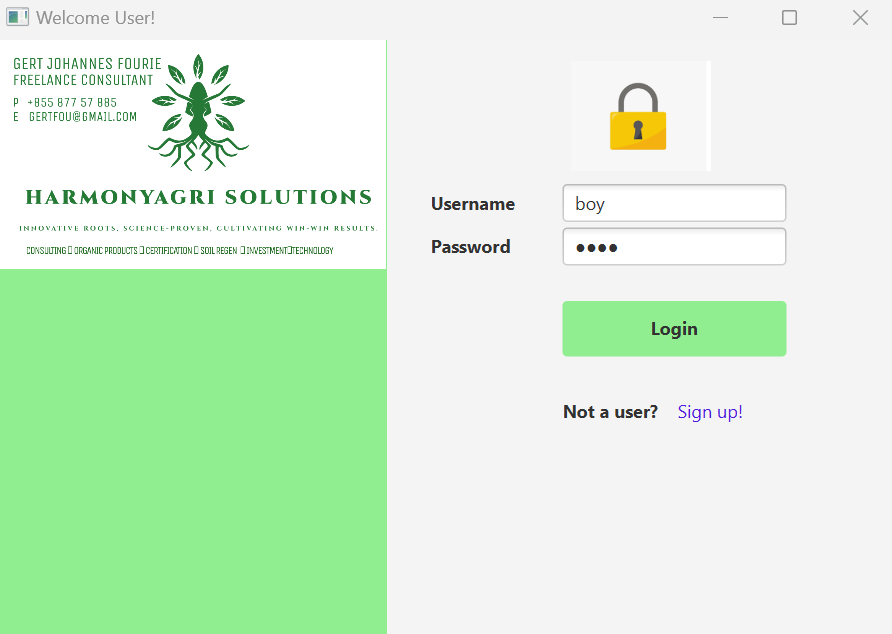 Welcome User!
GERT JOHANNES FOURIE
FREELANCE CONSULTANT
P +855 877 57 885
E GERTFOU@GMAIL.COM
HARMONYAGRI SOLUTIONS
INNOVATIVE ROOTS, SCIENCE-PROVEN, CULTIVATING WIN-WIN RESULTS.
CONSULTING ▯ ORGANIC PRODUCTS ▯ CERTIFICATION ▯ SOIL REGEN ▯ INVESTMENT▯TECHNOLOGY
Username boy
Password ●●●●
Login
Not a user? Sign up!